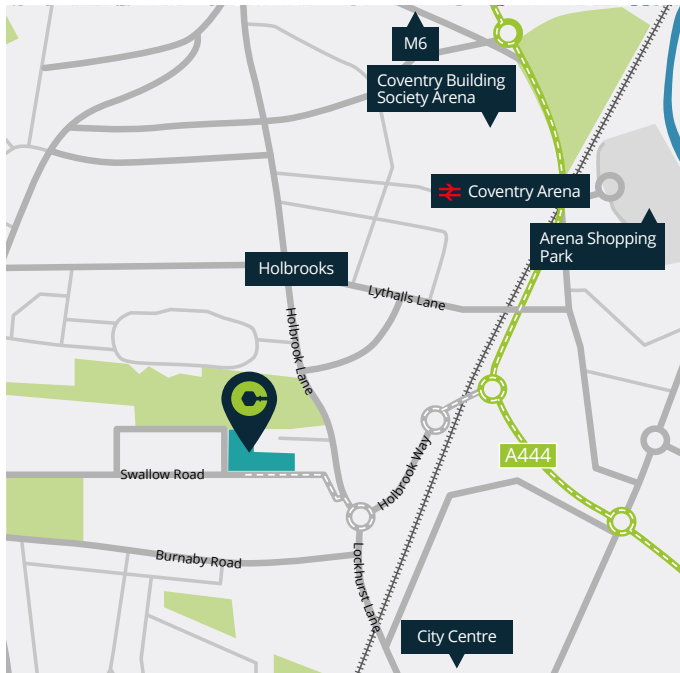 M6
Coventry Building
Society Arena
Coventry Arena
Arena Shopping
Park
Holbrooks
Lythalls Lane
Holbrook Lane
A444
Holbrook Way
Swallow Road
Burnaby Road
Lockhurst Lane
City Centre